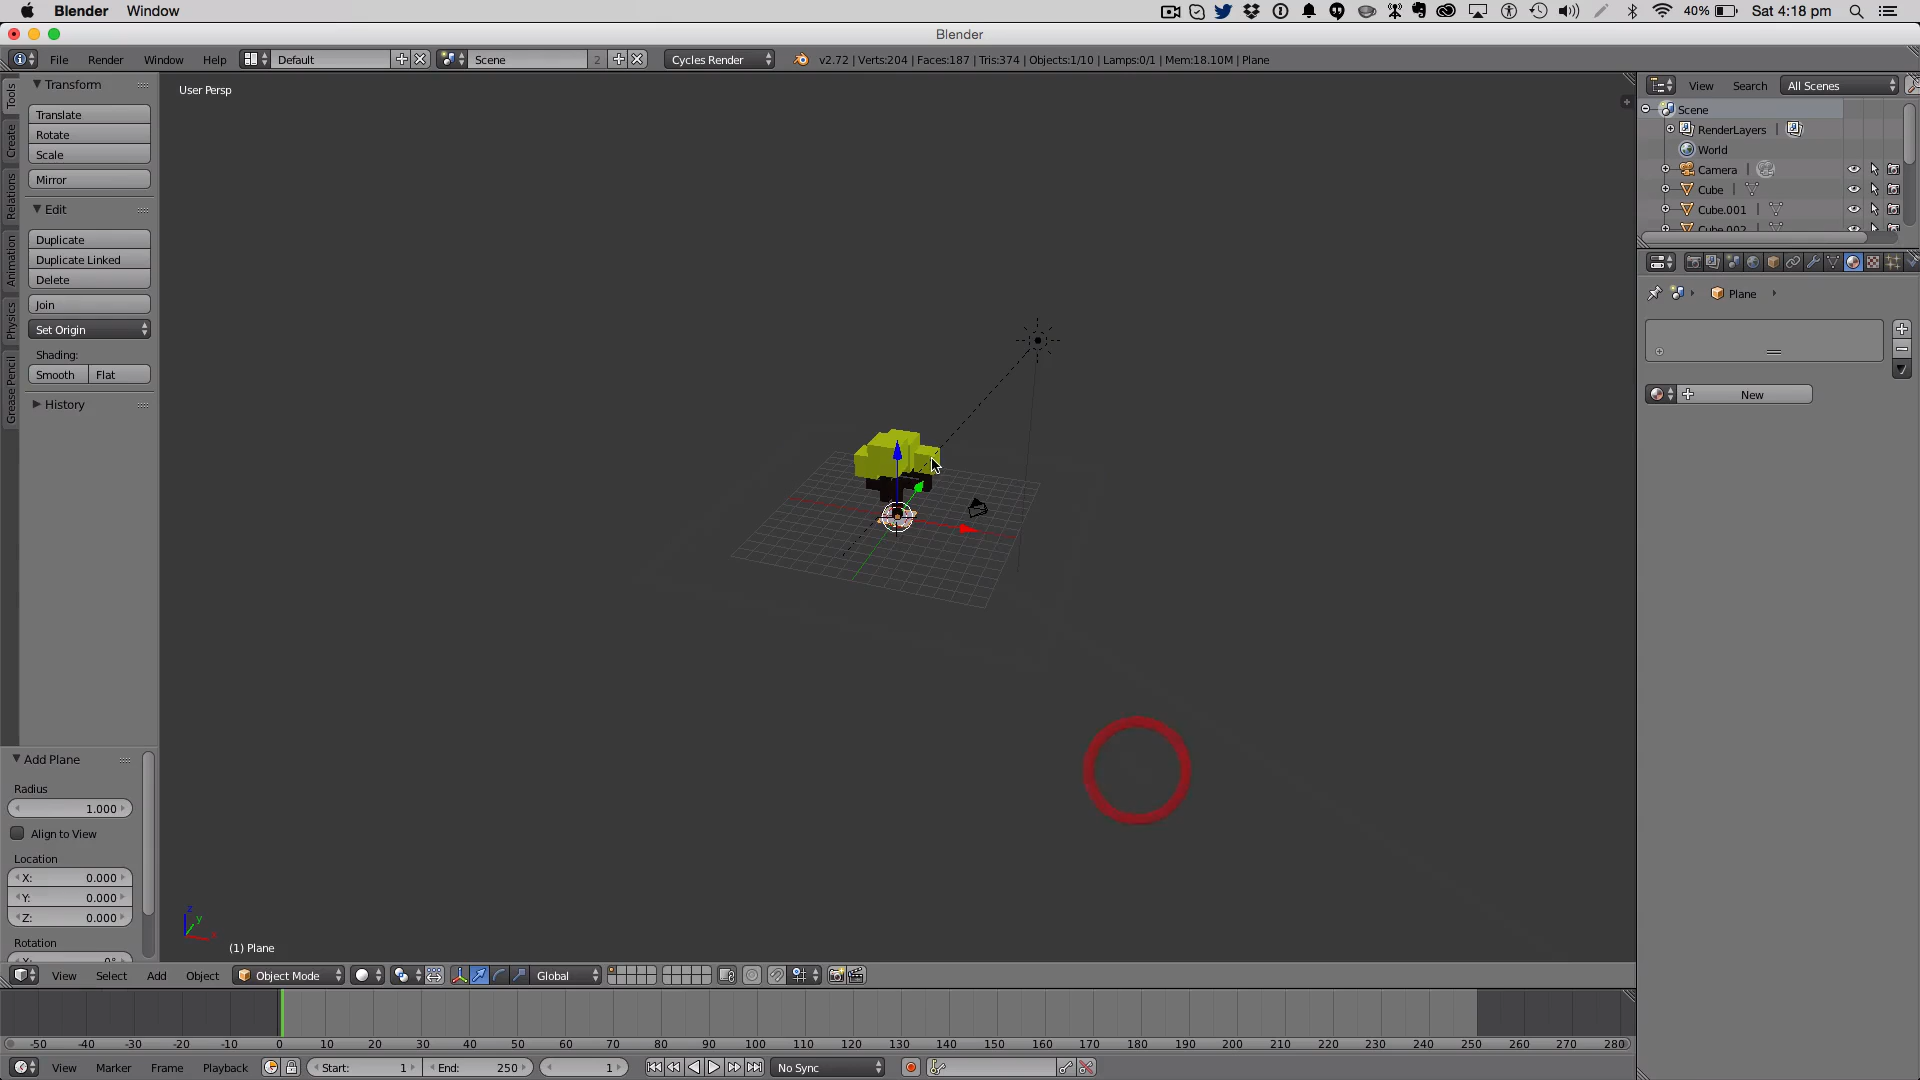 Blender Window 40% Sat 4:18 pm
Blender
File Render Window Help Default Scene 2 Cycles Render v2.72 | Verts:204 | Faces:187 | Tris:374 | Objects:1/10 | Lamps:0/1 | Mem:18.10M | Plane
Tools
Create
Relations
Animation
Physics
Grease Pencil
Transform
Translate
Rotate
Scale
Mirror
Edit
Duplicate
Duplicate Linked
Delete
Join
Set Origin
Shading:
Smooth Flat
History
Add Plane
Radius
1.000
Align to View
Location
X: 0.000
Y: 0.000
Z: 0.000
Rotation
User Persp
z
y
(1) Plane
View Search All Scenes
Scene
RenderLayers |
World
Camera |
Cube |
Cube.001 |
Cube.002
Plane
New
View Select Add Object Object Mode Global
-50 -40 -30 -20 -10 0 10 20 30 40 50 60 70 80 90 100 110 120 130 140 150 160 170 180 190 200 210 220 230 240 250 260 270 280
View Marker Frame Playback Start: 1 End: 250 1 No Sync